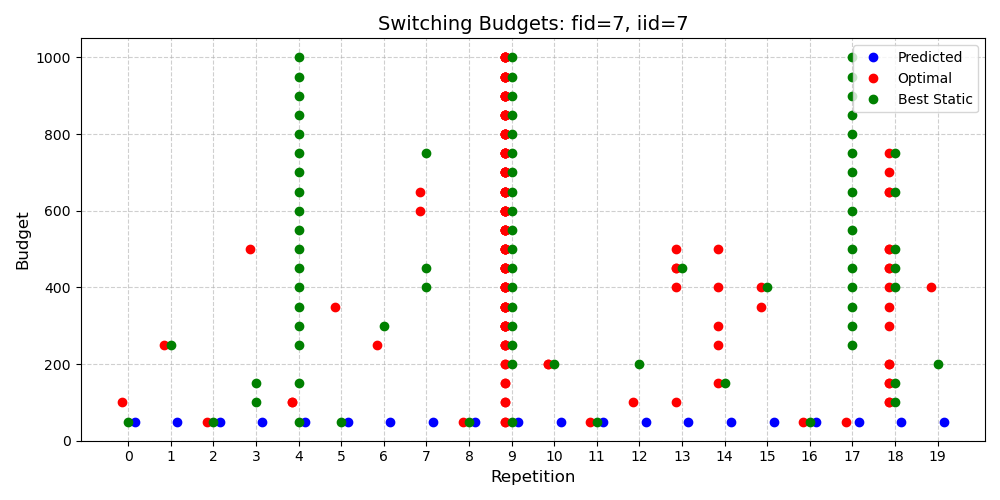 Switching Budgets: fid=7, iid=7
Budget
1000
800
600
400
200
0
Predicted
Optimal
Best Static
0 1 2 3 4 5 6 7 8 9 10 11 12 13 14 15 16 17 18 19
Repetition